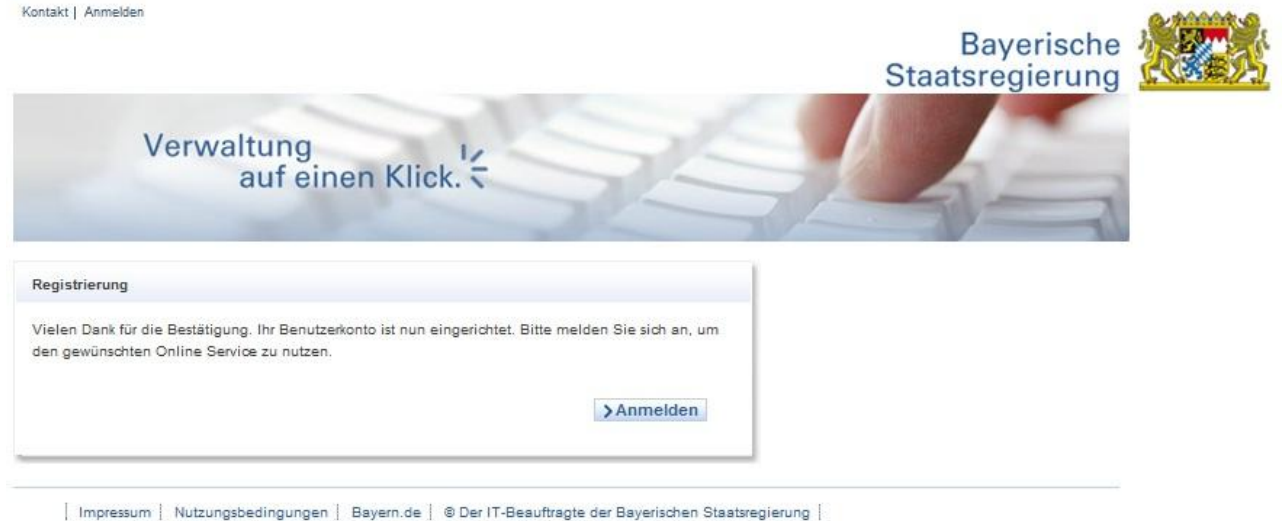 Kontakt | Anmelden
Bayerische
Staatsregierung
Verwaltung
auf einen Klick.
Registrierung
Vielen Dank für die Bestätigung. Ihr Benutzerkonto ist nun eingerichtet. Bitte melden Sie sich an, um
den gewünschten Online Service zu nutzen.
>Anmelden
| Impressum | Nutzungsbedingungen | Bayern.de | © Der IT-Beauftragte der Bayerischen Staatsregierung |